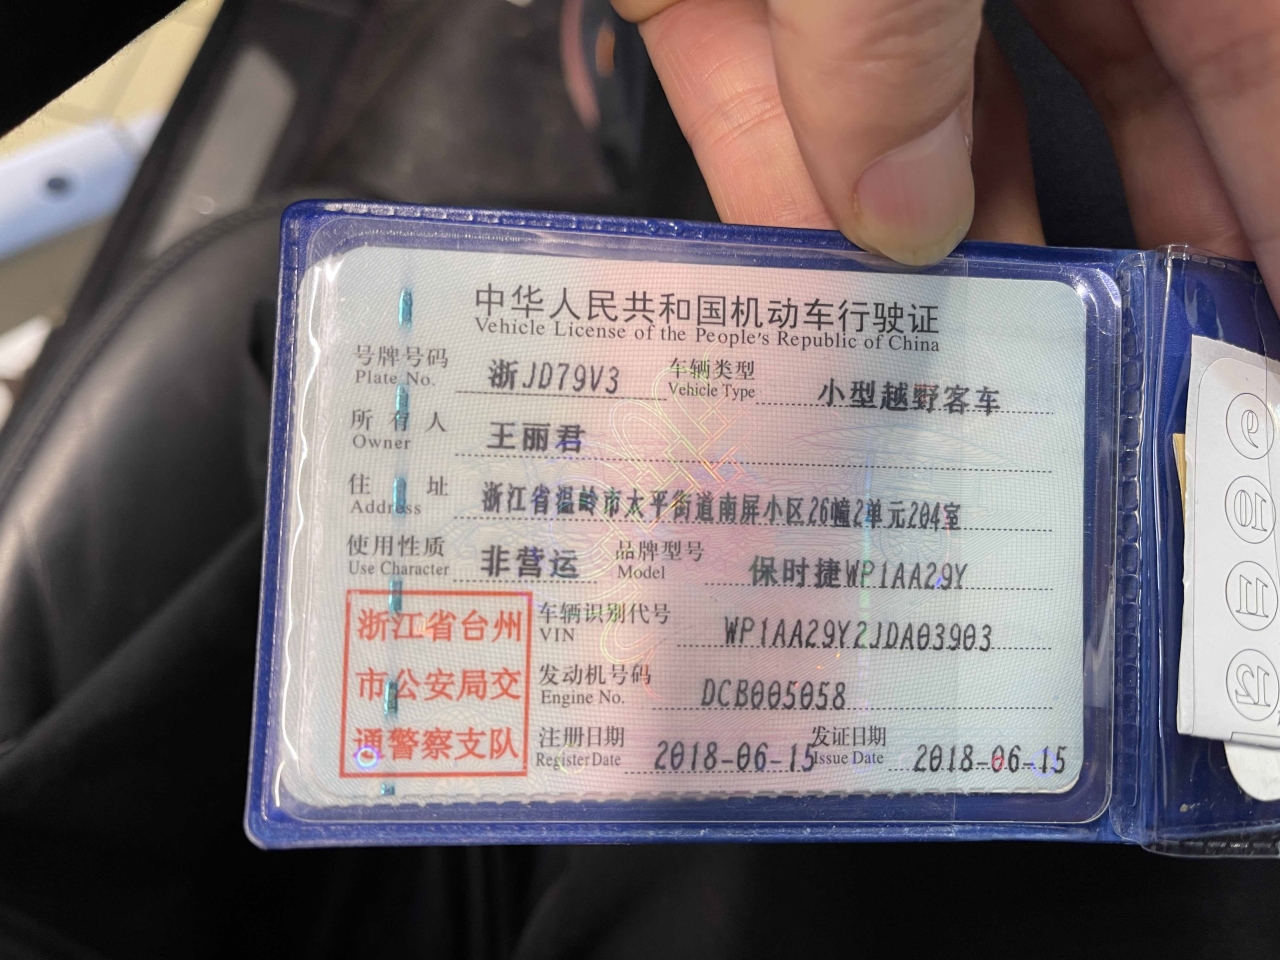 中华人民共和国机动车行驶证
Vehicle License of the People's Republic of China
号牌号码 浙JD79V3 车辆类型 小型越野客车
Plate No. Vehicle Type
所有人 王丽君
Owner
住址 浙江省温岭市太平街道南屏小区26幢2单元204室
Address
使用性质 非营运 品牌型号 保时捷WP1AA29Y
Use Character Model
车辆识别代号 WP1AA29Y2JDA03903
VIN
发动机号码 DCB005058
Engine No.
注册日期 2018-06-15 发证日期 2018-06-15
Register Date Issue Date
浙江省台州
市公安局交
通警察支队
9
10
11
12